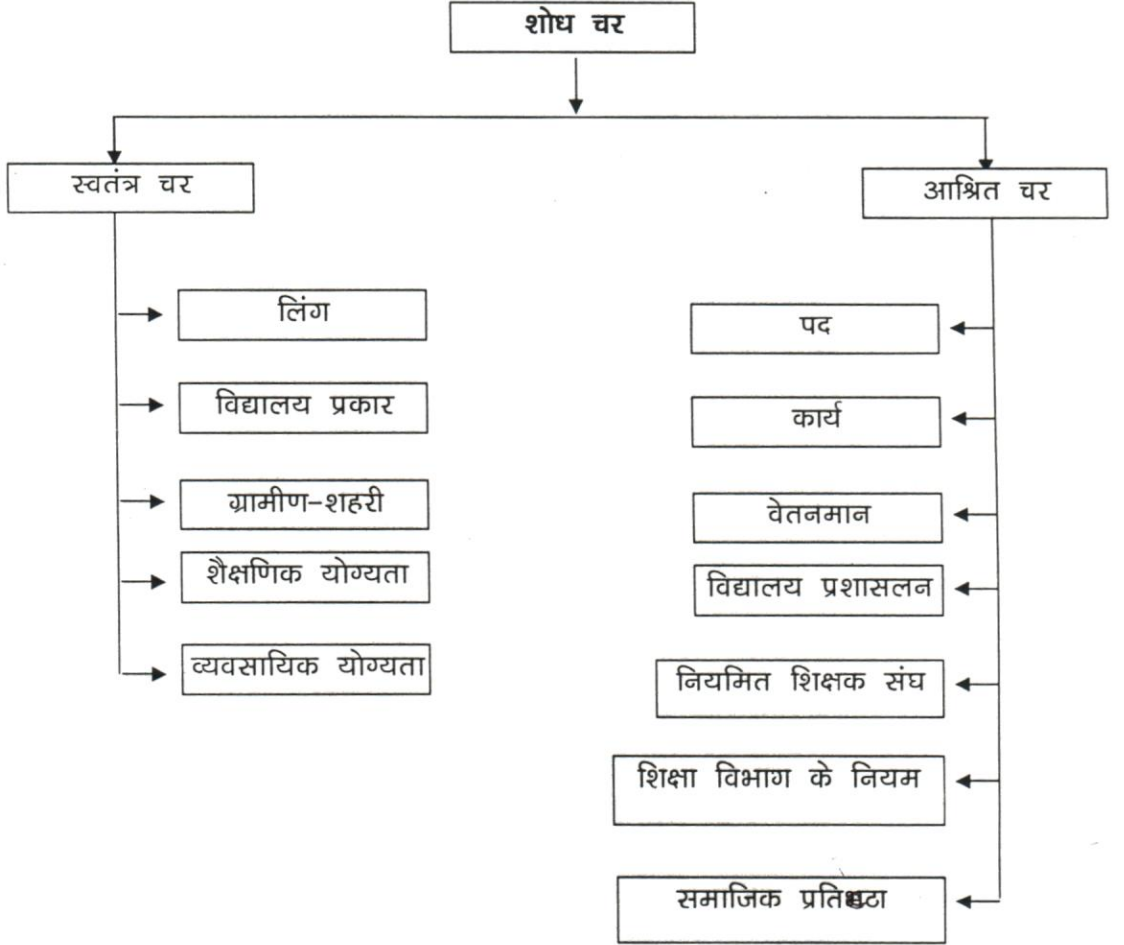 शोध चर
स्वतंत्र चर
आश्रित चर
लिंग
विद्यालय प्रकार
ग्रामीण-शहरी
शैक्षणिक योग्यता
व्यवसायिक योग्यता
पद
कार्य
वेतनमान
विद्यालय प्रशासलन
नियमित शिक्षक संघ
शिक्षा विभाग के नियम
समाजिक